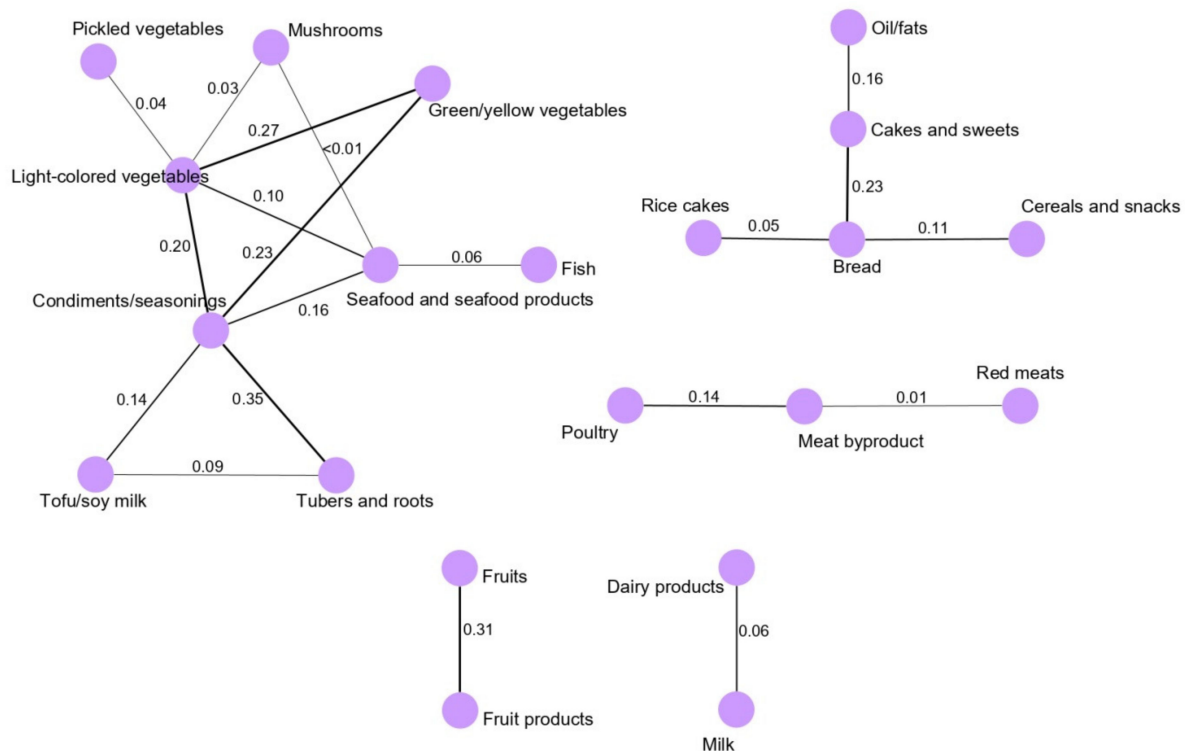 Pickled vegetables
Mushrooms
Oil/fats
0.04
0.03
0.16
Green/yellow vegetables
0.27
<0.01
Cakes and sweets
Light-colored vegetables
0.10
0.23
Rice cakes
Cereals and snacks
0.20
0.23
0.05
0.11
0.06
Fish
Bread
Condiments/seasonings
Seafood and seafood products
0.16
Red meats
0.14
0.35
0.14
0.01
Poultry
Meat byproduct
0.09
Tofu/soy milk
Tubers and roots
Fruits
Dairy products
0.31
0.06
Fruit products
Milk